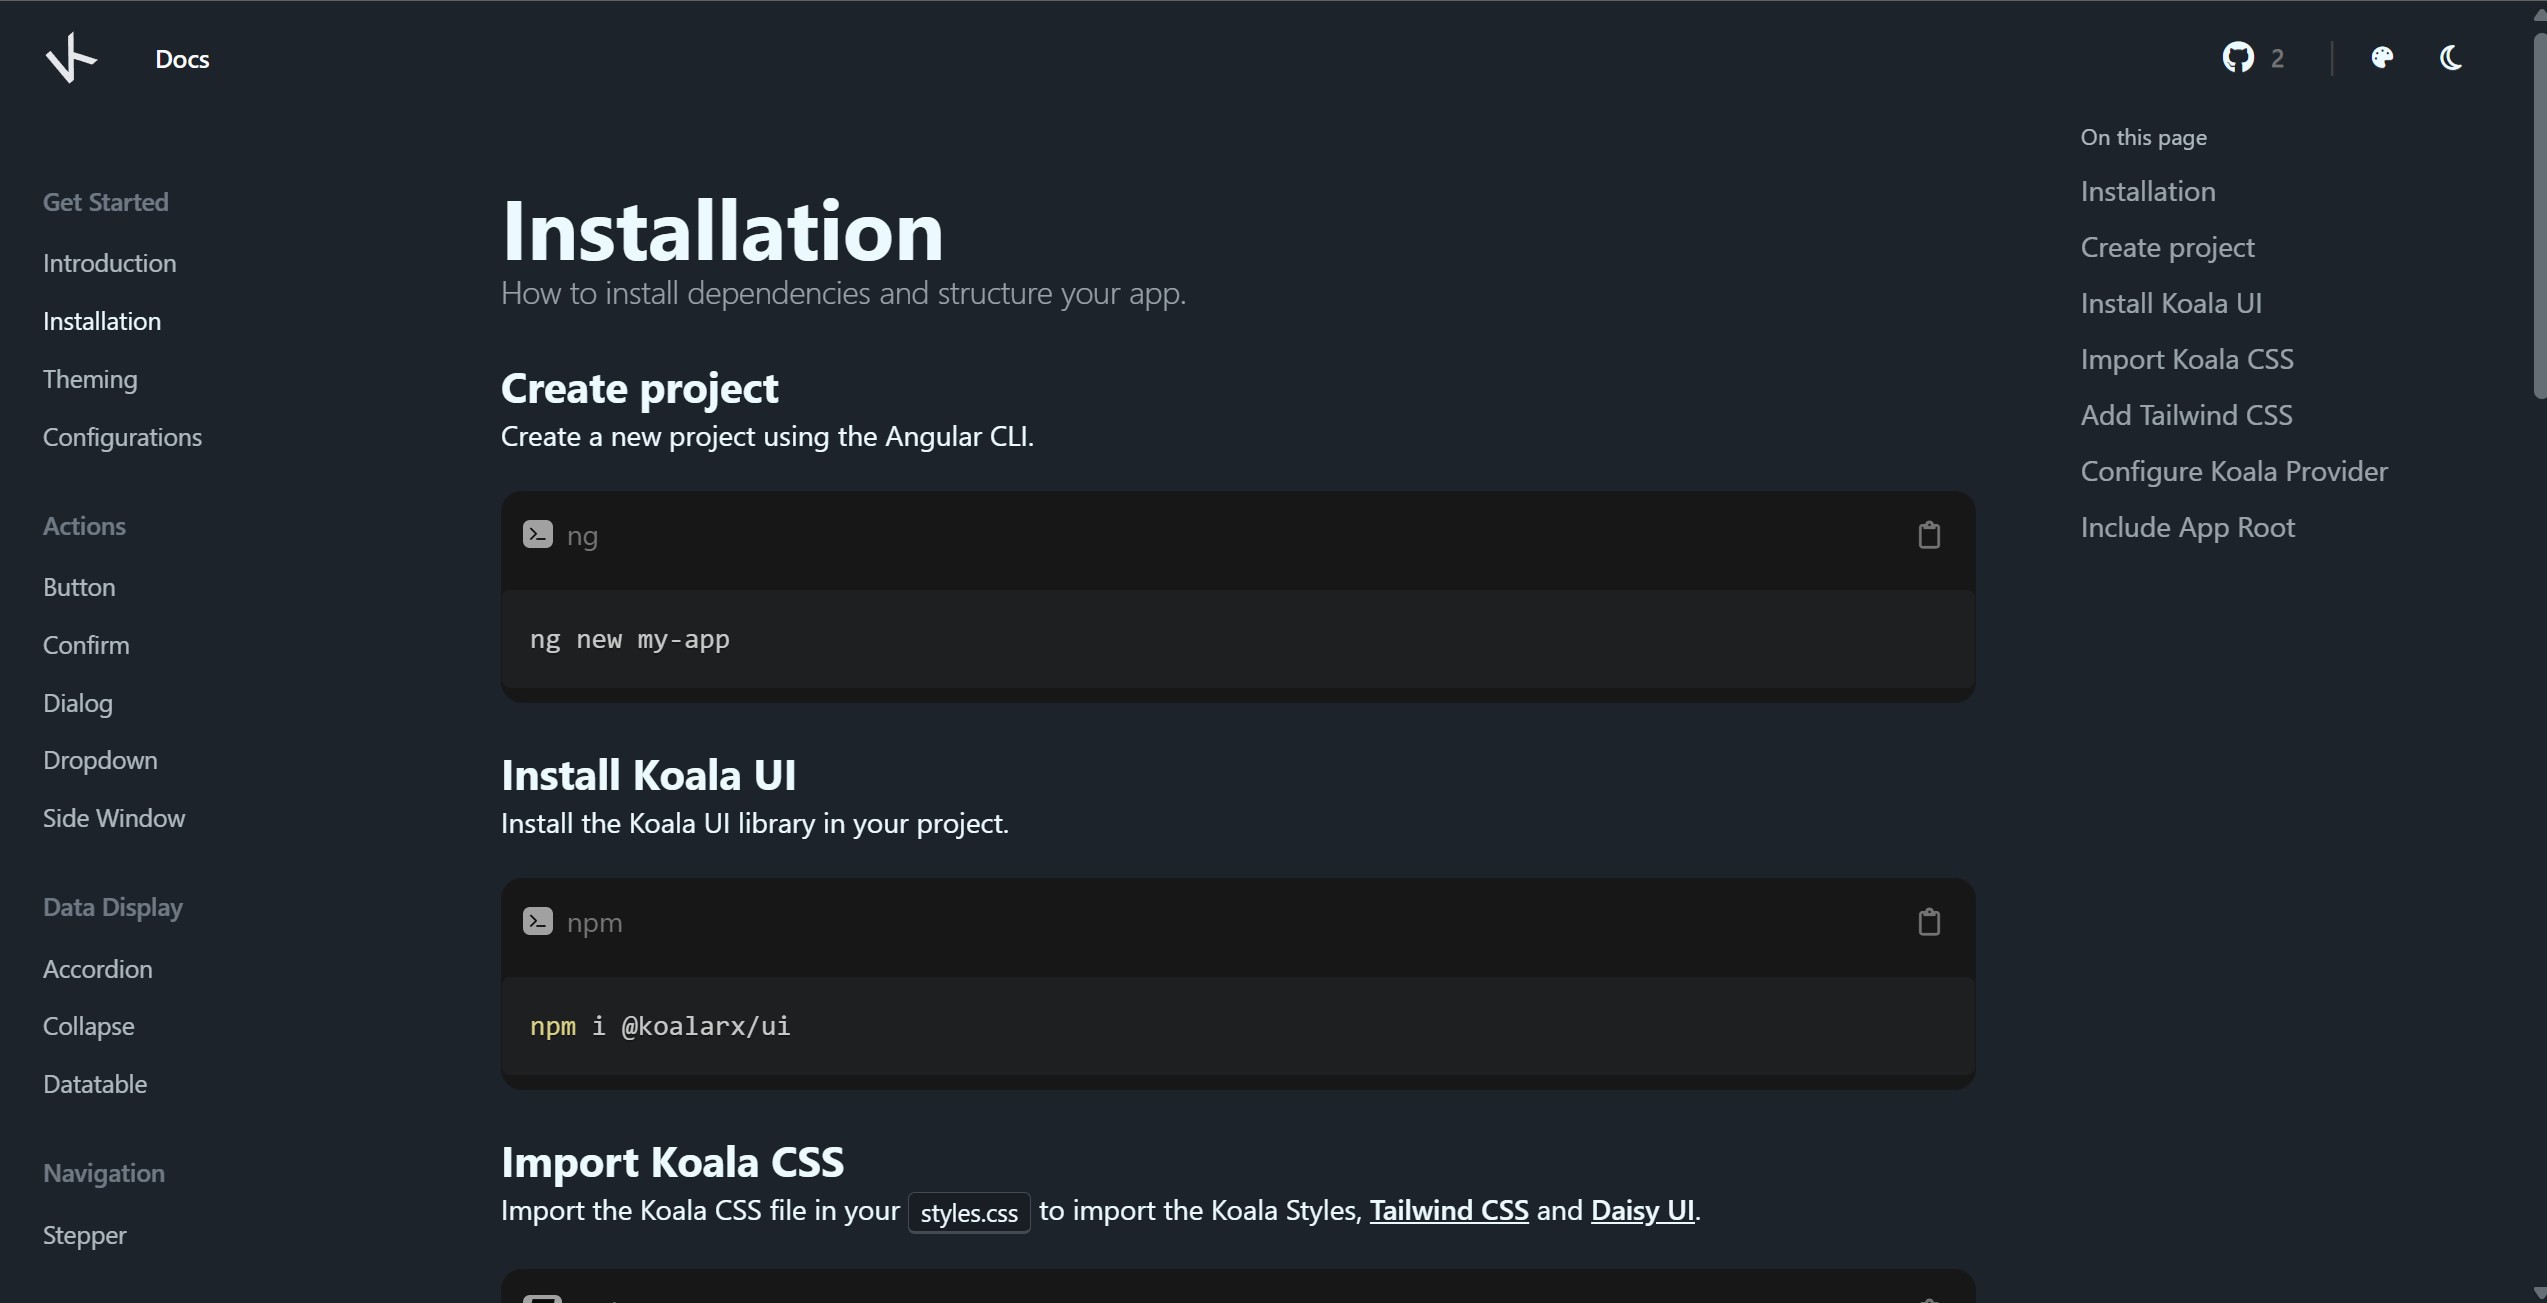 Docs
2
Get Started
Introduction
Installation
Theming
Configurations
Actions
Button
Confirm
Dialog
Dropdown
Side Window
Data Display
Accordion
Collapse
Datatable
Navigation
Stepper
Installation
How to install dependencies and structure your app.
Create project
Create a new project using the Angular CLI.
ng
ng new my-app
Install Koala UI
Install the Koala UI library in your project.
npm
npm i @koalarx/ui
Import Koala CSS
Import the Koala CSS file in your styles.css to import the Koala Styles, Tailwind CSS and Daisy UI.
On this page
Installation
Create project
Install Koala UI
Import Koala CSS
Add Tailwind CSS
Configure Koala Provider
Include App Root